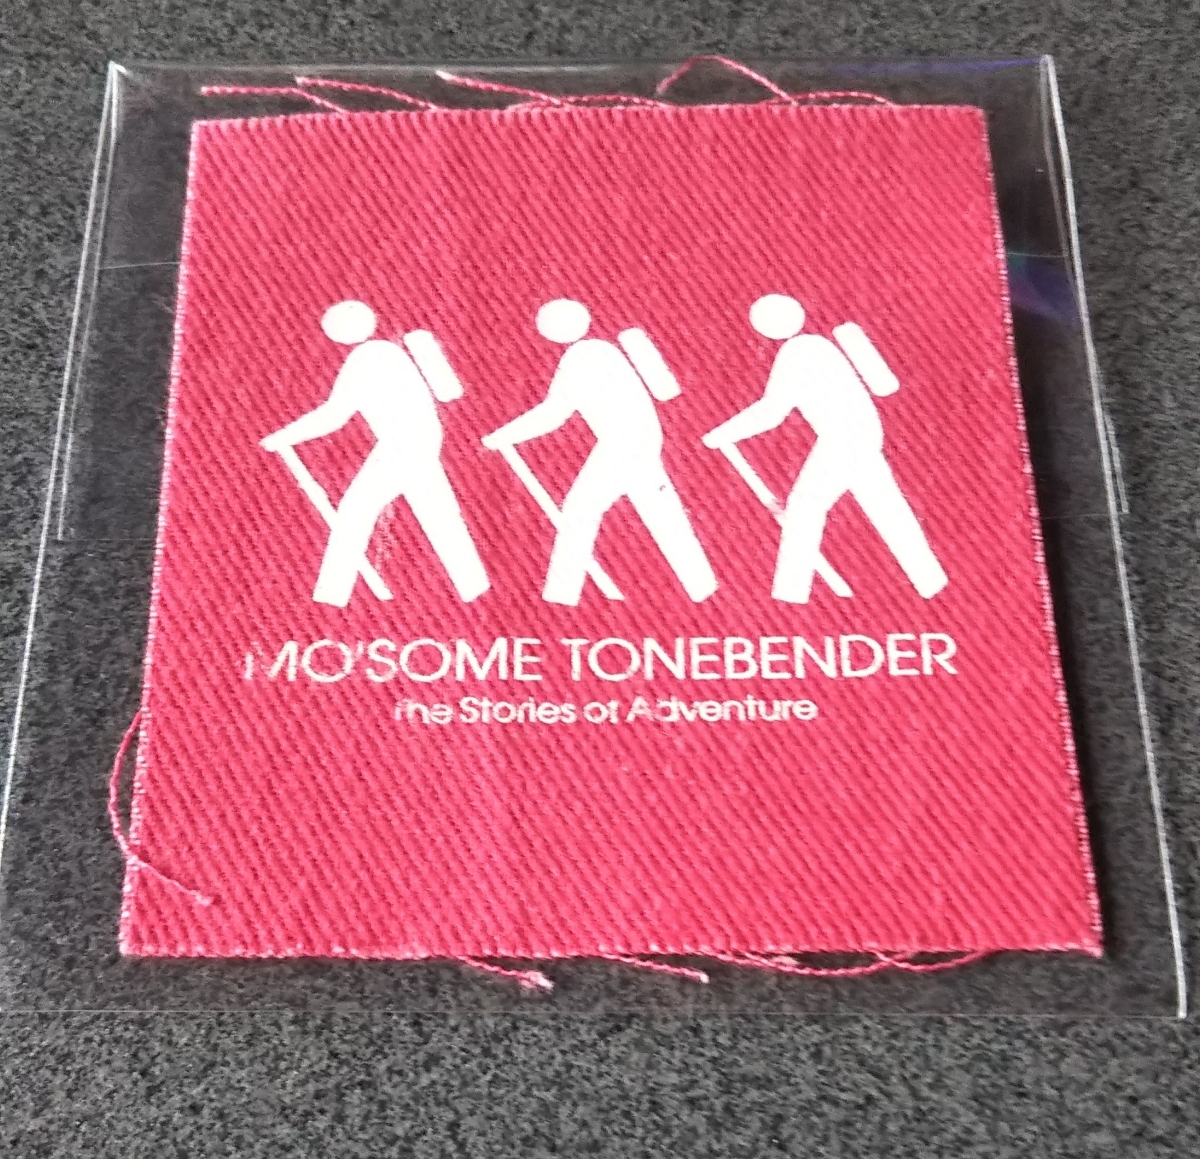 MO'SOME TONEBENDER
The Stories of Adventure